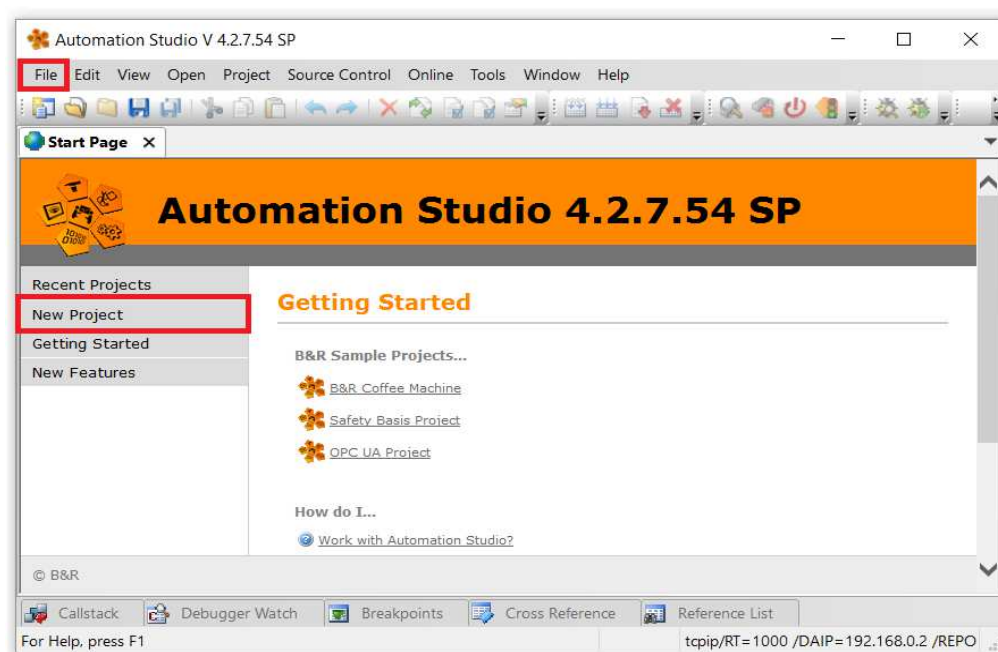 Automation Studio V 4.2.7.54 SP
File Edit View Open Project Source Control Online Tools Window Help
Start Page
Automation Studio 4.2.7.54 SP
Recent Projects
New Project
Getting Started
New Features
Getting Started
B&R Sample Projects...
B&R Coffee Machine
Safety Basis Project
OPC UA Project
How do I...
Work with Automation Studio?
© B&R
Callstack Debugger Watch Breakpoints Cross Reference Reference List
For Help, press F1 tcpip/RT=1000 /DAIP=192.168.0.2 /REPO